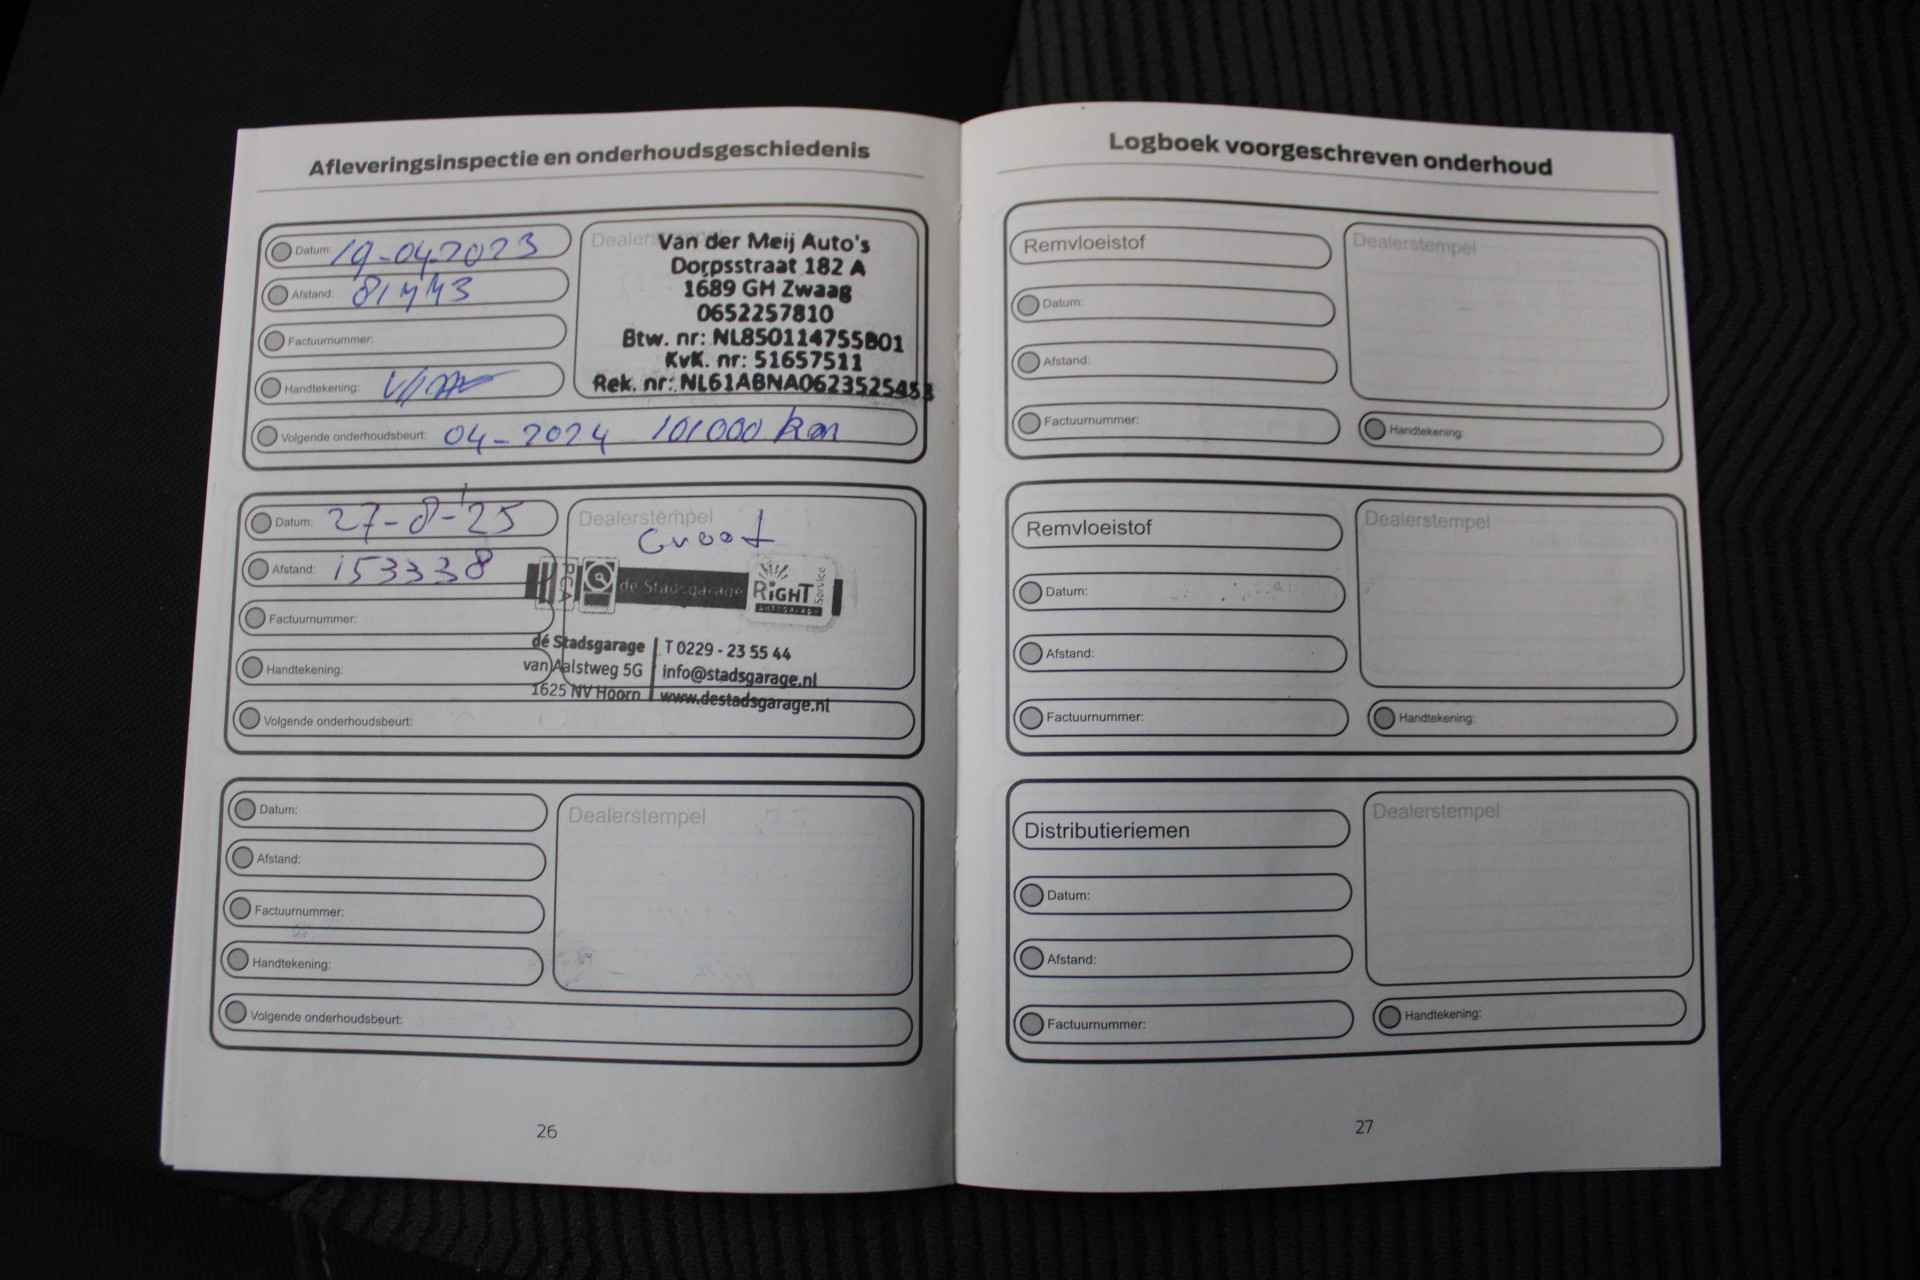 Afleveringsinspectie en onderhoudsgeschiedenis
Datum: 19-04-2023
Afstand: 81443
Factuurnummer:
Handtekening:
Volgende onderhoudsbeurt: 04-2024 101000 km
Dealerstempel
Van der Meij Auto's
Dorpsstraat 182 A
1689 GH Zwaag
0652257810
Btw. nr: NL850114755B01
KvK. nr: 51657511
Rek. nr: NL61ABNA0623525453
Datum: 27-8-'25
Afstand: 153338
Factuurnummer:
Handtekening:
Volgende onderhoudsbeurt:
Dealerstempel
Groot
de Stadsgarage
RiGHT
Service
dé Stadsgarage | T 0229 - 23 55 44
van Aalstweg 5G | info@stadsgarage.nl
1625 NV Hoorn | www.destadsgarage.nl
Datum:
Afstand:
Factuurnummer:
Handtekening:
Volgende onderhoudsbeurt:
Dealerstempel
26
Logboek voorgeschreven onderhoud
Remvloeistof
Datum:
Afstand:
Factuurnummer:
Dealerstempel
Handtekening:
Remvloeistof
Datum:
Afstand:
Factuurnummer:
Dealerstempel
Handtekening:
Distributieriemen
Datum:
Afstand:
Factuurnummer:
Dealerstempel
Handtekening:
27